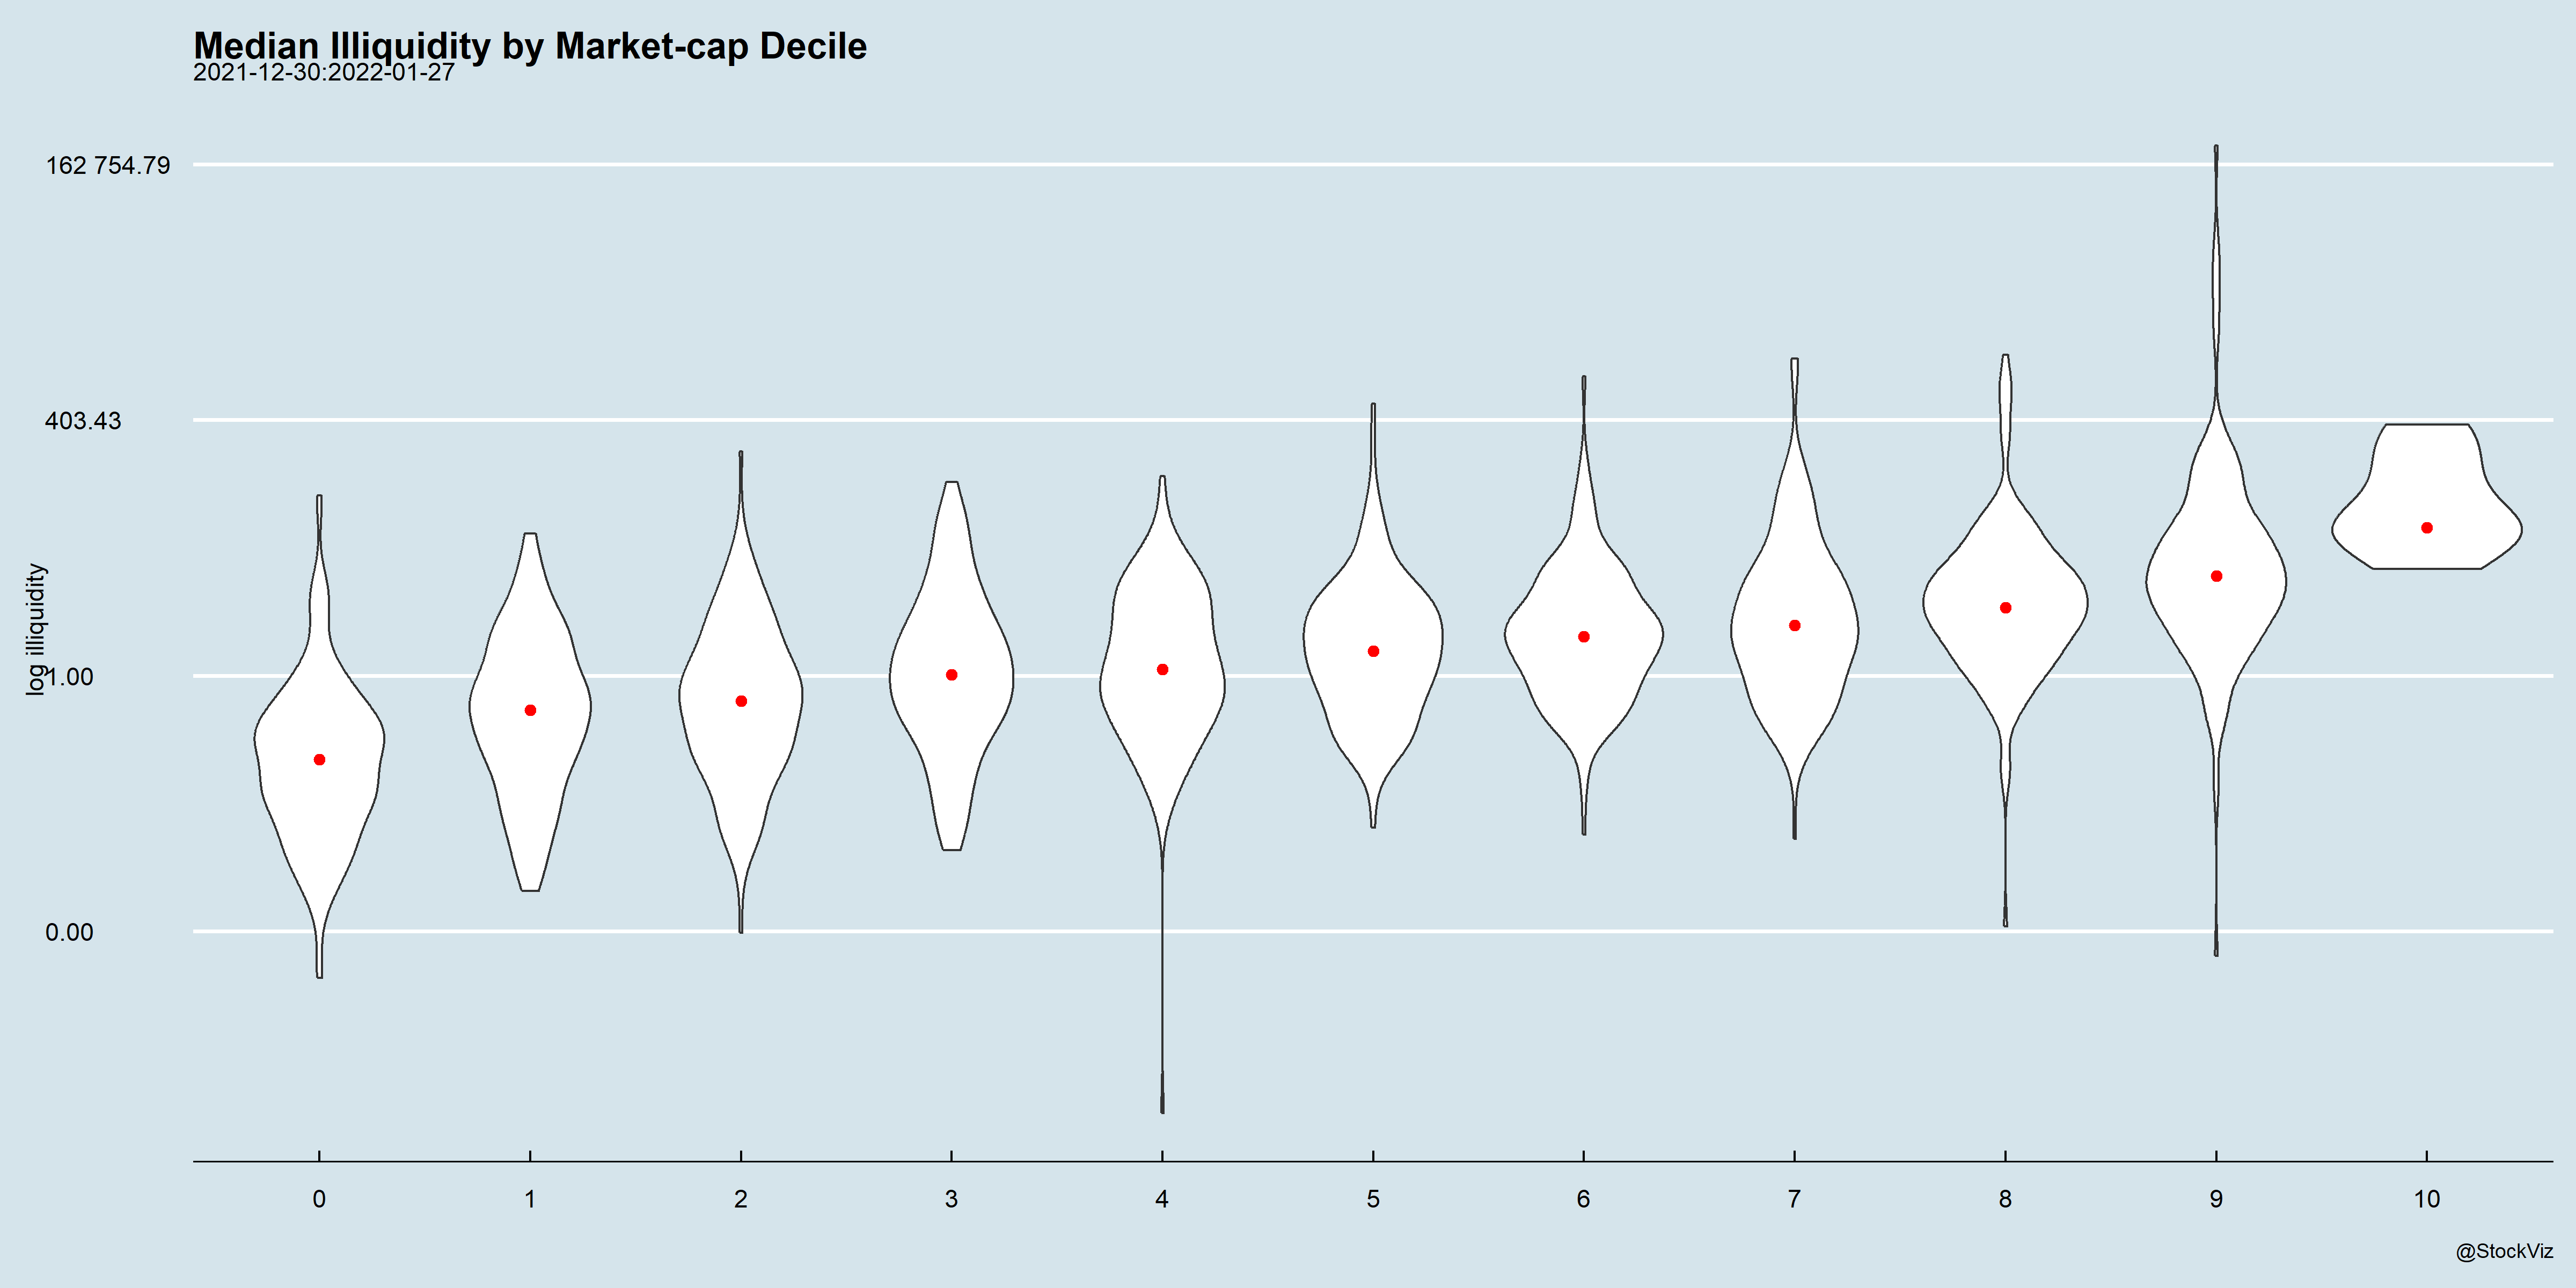 Median Illiquidity by Market-cap Decile
2021-12-30:2022-01-27
162 754.79
403.43
1.00
0.00
log illiquidity
0 1 2 3 4 5 6 7 8 9 10
@StockViz